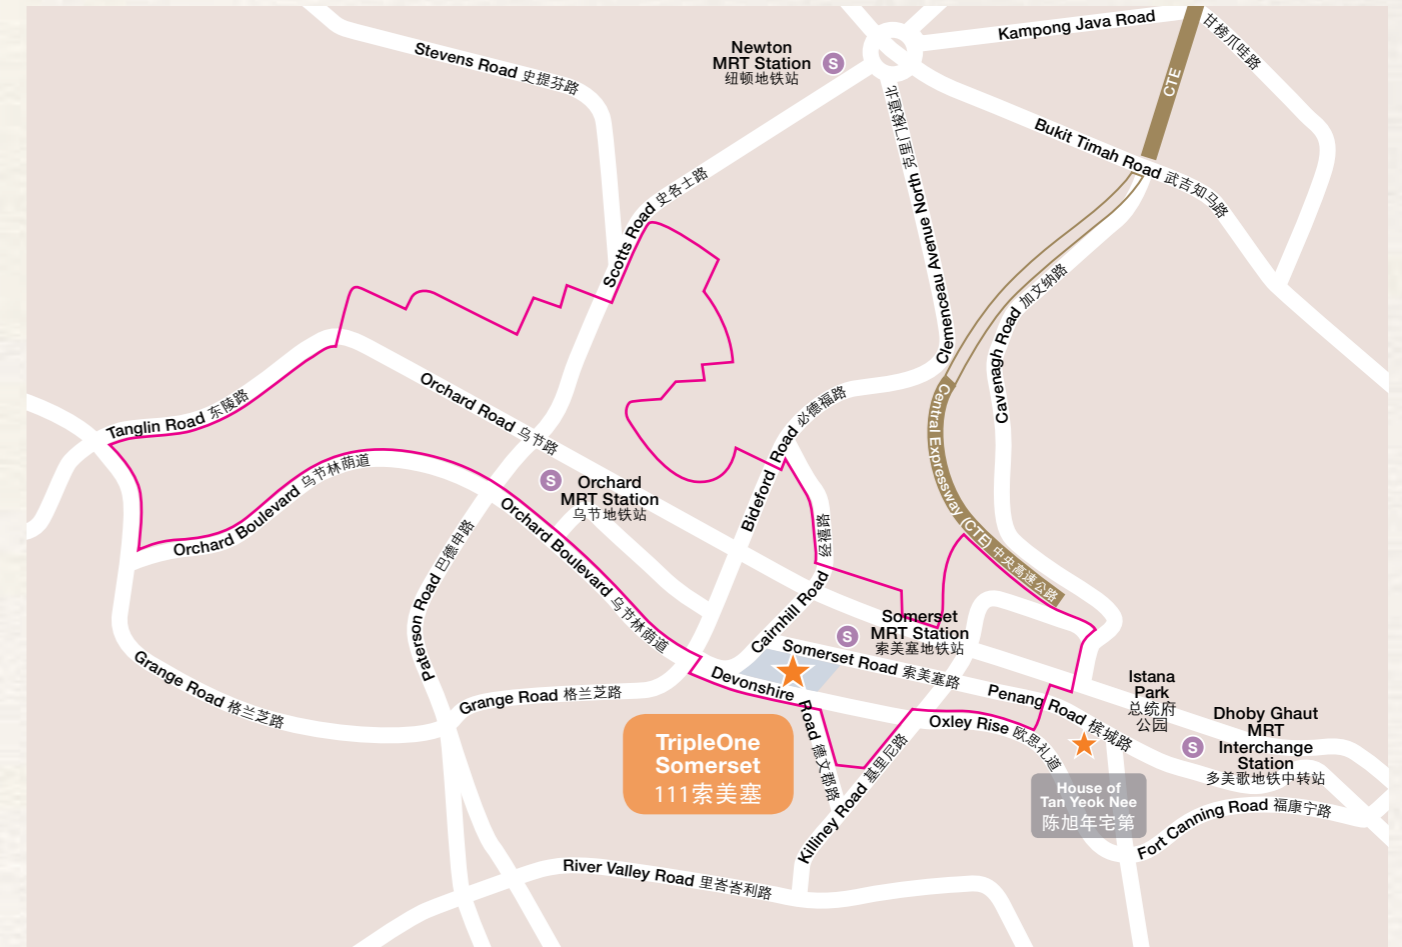 Kampong Java Road
甘榜爪哇路
CTE
Newton
MRT Station
纽顿地铁站
S
Stevens Road 史提芬路
Bukit Timah Road 武吉知马路
Scotts Road 史各士路
Clemenceau Avenue North 克里门梭道北
Cavenagh Road 加文纳路
Central Expressway (CTE) 中央高速公路
Tanglin Road 东陵路
Orchard Road 乌节路
Bideford Road 必德福路
Orchard Boulevard 乌节林荫道
S
Orchard
MRT Station
乌节地铁站
Orchard Boulevard 乌节林荫道
Paterson Road 巴德申路
Cairnhill Road 经禧路
Somerset
S
MRT Station
索美塞地铁站
Somerset Road 索美塞路
Grange Road 格兰芝路
Grange Road 格兰芝路
Devonshire Road 德文郡路
Penang Road 槟城路
Oxley Rise 欧思礼道
Istana
Park
总统府
公园
Dhoby Ghaut
MRT
S
Interchange
Station
多美歌地铁中转站
TripleOne
Somerset
111索美塞
Killiney Road 基里尼路
House of
Tan Yeok Nee
陈旭年宅第
Fort Canning Road 福康宁路
River Valley Road 里峇峇利路